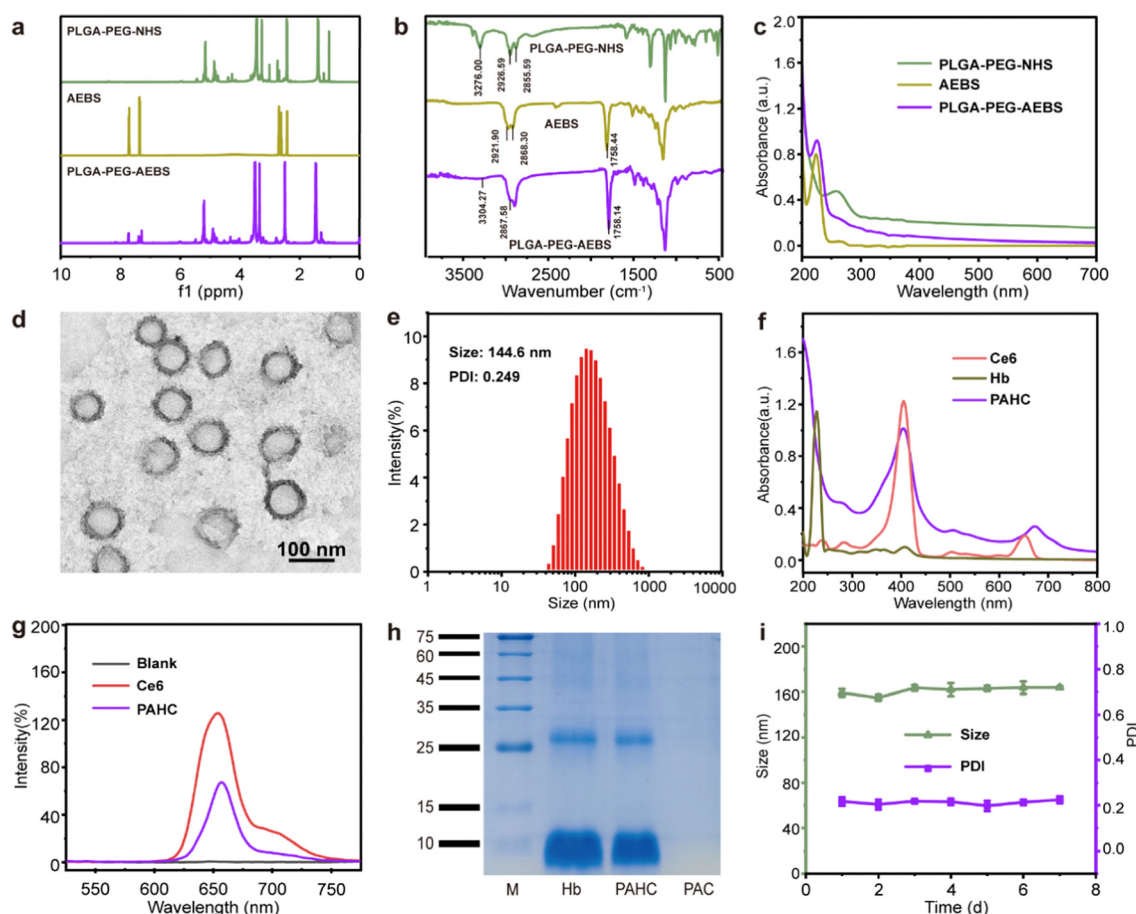 a
PLGA-PEG-NHS
AEBS
PLGA-PEG-AEBS
10 8 6 4 2 0
f1 (ppm)
b
PLGA-PEG-NHS
3276.00
2926.59
2855.59
AEBS
2921.90
2868.30
1758.44
3304.27
2867.58
1758.14
PLGA-PEG-AEBS
3500 2500 1500 500
Wavenumber (cm⁻¹)
c
Absorbance (a.u.)
2.0
1.6
1.2
0.8
0.4
0.0
PLGA-PEG-NHS
AEBS
PLGA-PEG-AEBS
200 300 400 500 600 700
Wavelength (nm)
d
100 nm
e
Intensity(%)
10
8
6
4
2
0
Size: 144.6 nm
PDI: 0.249
1 10 100 1000 10000
Size (nm)
f
Absorbance(a.u.)
1.6
1.2
0.8
0.4
0.0
Ce6
Hb
PAHC
200 300 400 500 600 700 800
Wavelength (nm)
g
Intensity(%)
200
160
120
80
40
0
Blank
Ce6
PAHC
550 600 650 700 750
Wavelength (nm)
h
75
60
45
35
25
15
10
M Hb PAHC PAC
i
Size (nm)
220
200
160
120
80
40
0
Size
PDI
1.0
0.8
0.6
0.4
0.2
0.0
PDI
0 2 4 6 8
Time (d)